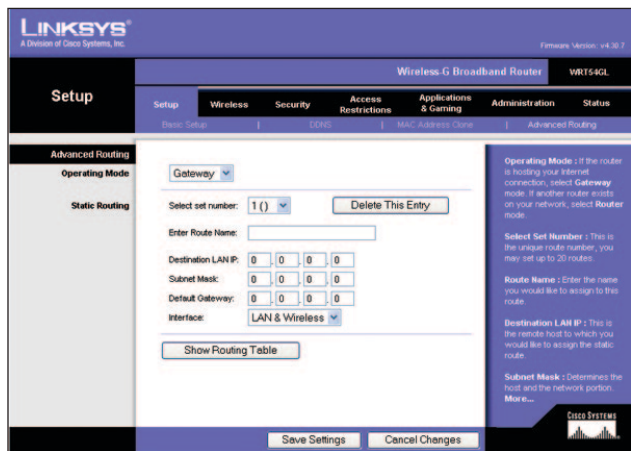 LINKSYS®
A Division of Cisco Systems, Inc.
Firmware Version: v4.30.7
Wireless-G Broadband Router WRT54GL
Setup
Setup Wireless Security Access Restrictions Applications & Gaming Administration Status
Basic Setup | DDNS | MAC Address Clone | Advanced Routing
Advanced Routing
Operating Mode
Gateway
Static Routing
Select set number: 1 () Delete This Entry
Enter Route Name:
Destination LAN IP: 0 . 0 . 0 . 0
Subnet Mask: 0 . 0 . 0 . 0
Default Gateway: 0 . 0 . 0 . 0
Interface: LAN & Wireless
Show Routing Table
Operating Mode : If the router
is hosting your Internet
connection, select Gateway
mode. If another router exists
on your network, select Router
mode.
Select Set Number : This is
the unique route number, you
may set up to 20 routes.
Route Name : Enter the name
you would like to assign to this
route.
Destination LAN IP : This is
the remote host to which you
would like to assign the static
route.
Subnet Mask : Determines the
host and the network portion.
More...
Save Settings Cancel Changes
CISCO SYSTEMS